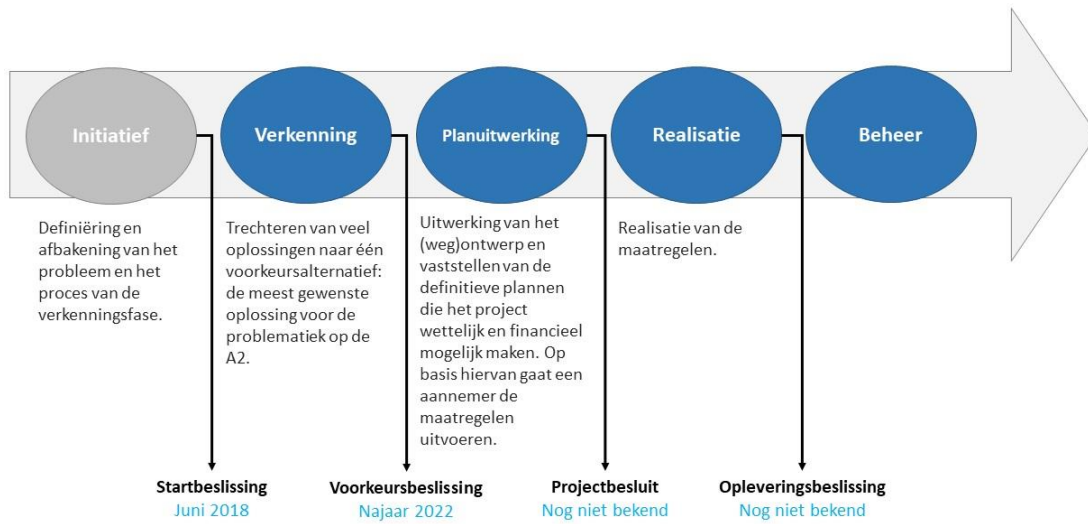 Initiatief
Verkenning
Planuitwerking
Realisatie
Beheer
Definiëring en
afbakening van het
probleem en het
proces van de
verkenningsfase.
Trechteren van veel
oplossingen naar één
voorkeursalternatief:
de meest gewenste
oplossing voor de
problematiek op de
A2.
Uitwerking van het
(weg)ontwerp en
vaststellen van de
definitieve plannen
die het project
wettelijk en financieel
mogelijk maken. Op
basis hiervan gaat een
aannemer de
maatregelen
uitvoeren.
Realisatie van de
maatregelen.
Startbeslissing
Juni 2018
Voorkeursbeslissing
Najaar 2022
Projectbesluit
Nog niet bekend
Opleveringsbeslissing
Nog niet bekend